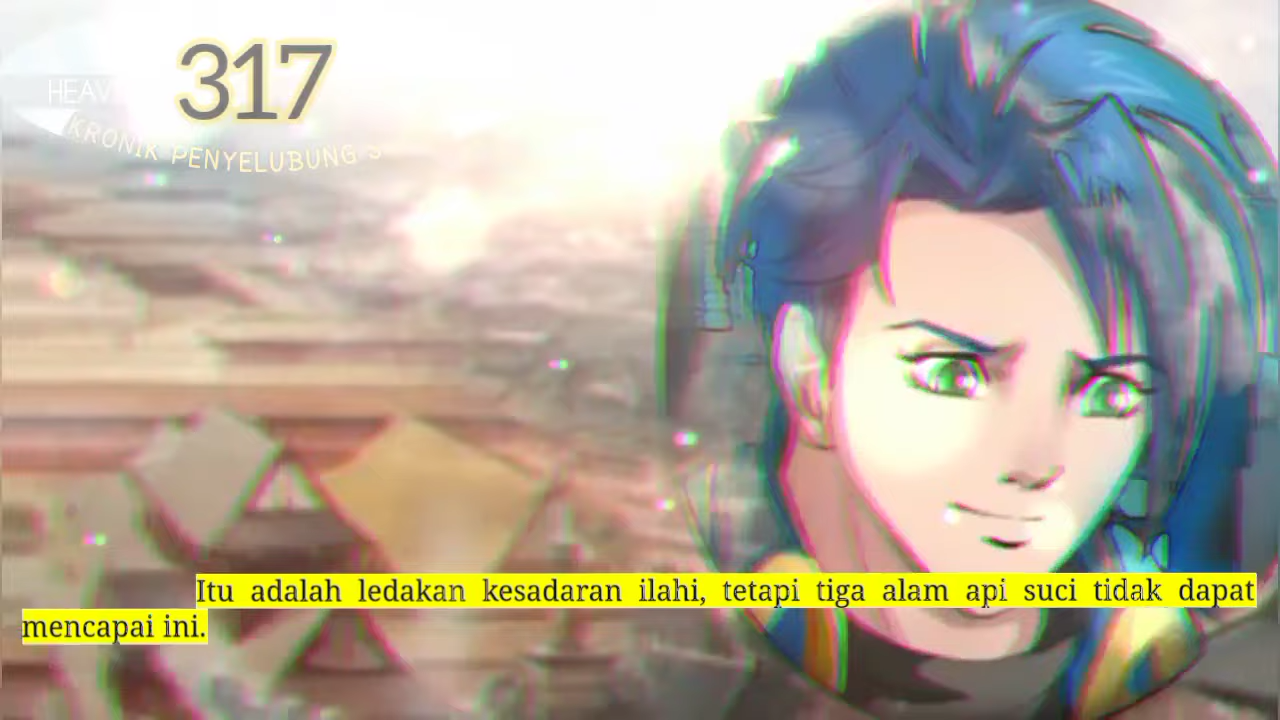 317
HEAV
KRONIK PENYELUBUNG S
Itu adalah ledakan kesadaran ilahi, tetapi tiga alam api suci tidak dapat
mencapai ini.